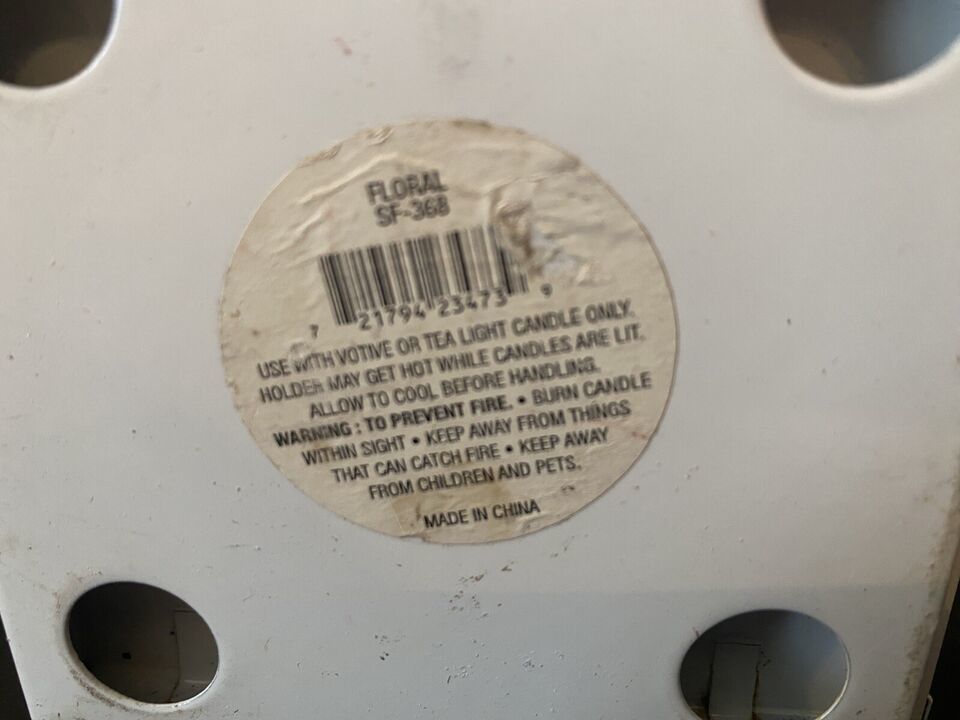 FLORAL
SF-368
7 21794 23473 9
USE WITH VOTIVE OR TEA LIGHT CANDLE ONLY.
HOLDER MAY GET HOT WHILE CANDLES ARE LIT.
ALLOW TO COOL BEFORE HANDLING.
WARNING : TO PREVENT FIRE. • BURN CANDLE
WITHIN SIGHT • KEEP AWAY FROM THINGS
THAT CAN CATCH FIRE • KEEP AWAY
FROM CHILDREN AND PETS.
MADE IN CHINA